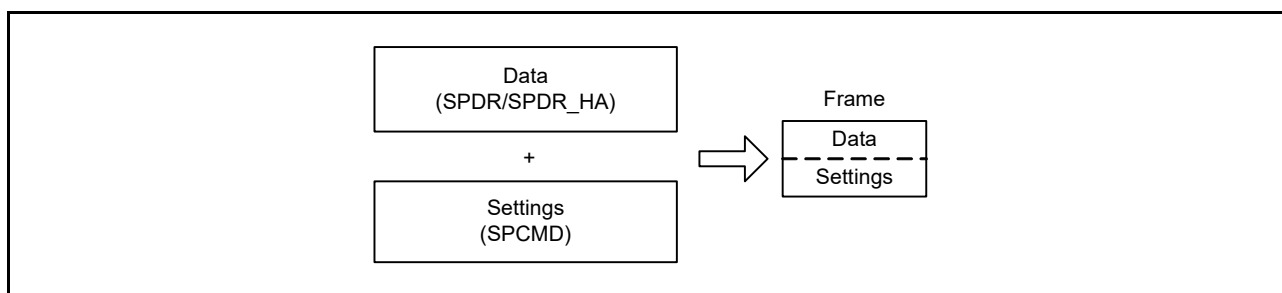 Data
(SPDR/SPDR_HA)
+
Settings
(SPCMD)
Frame
Data
Settings